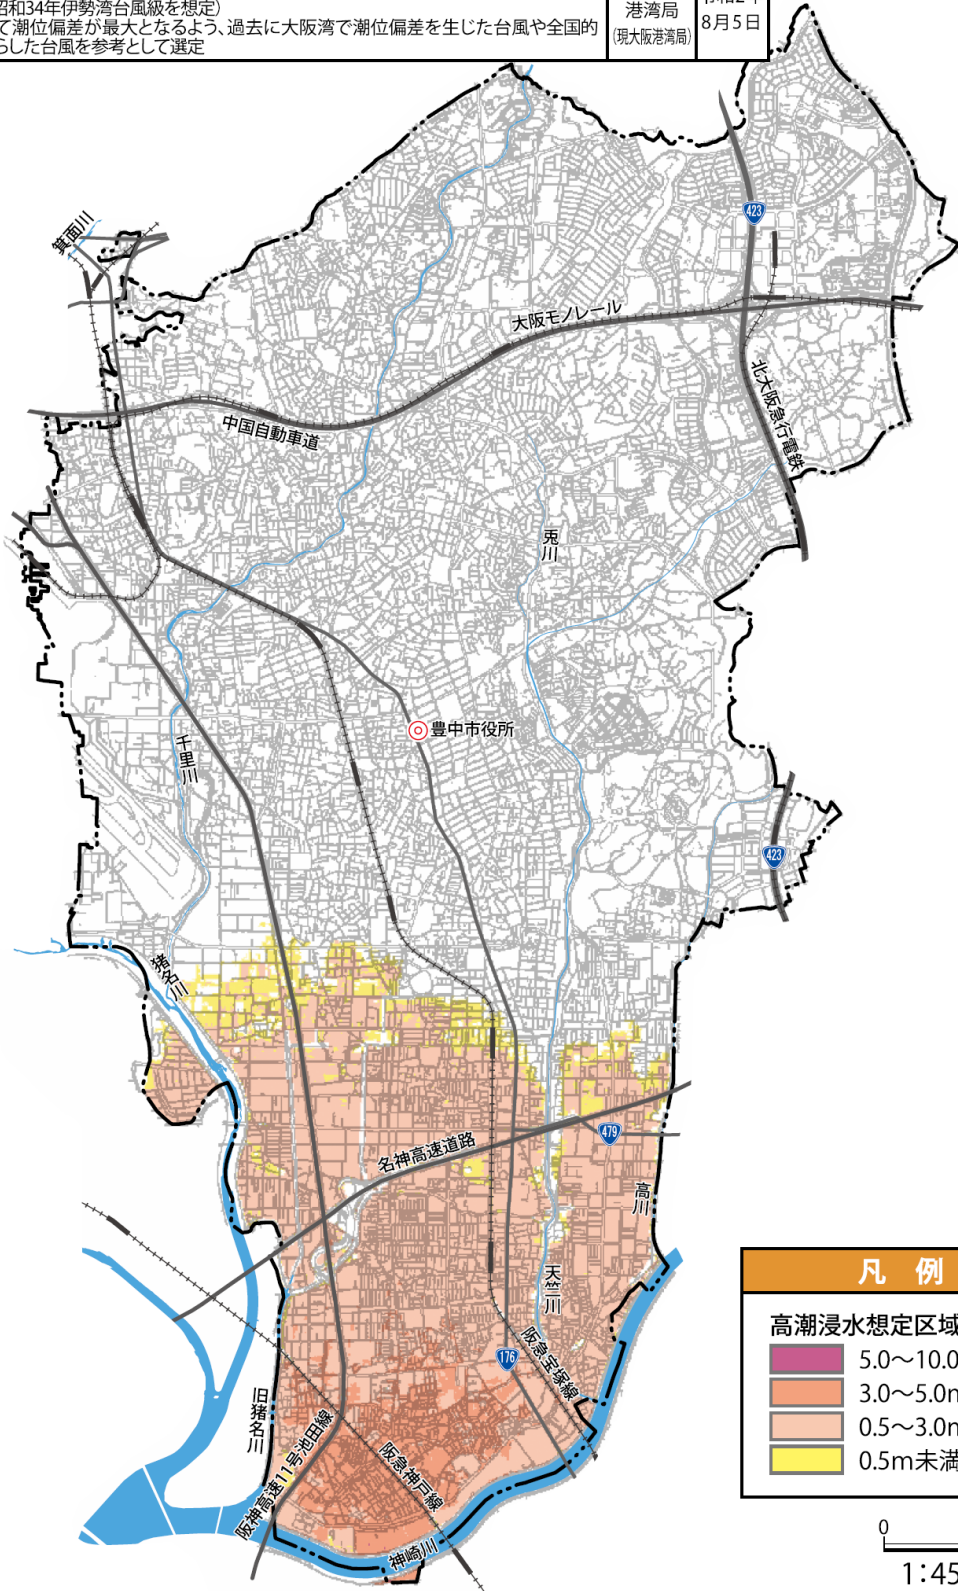 昭和34年伊勢湾台風級を想定)
て潮位偏差が最大となるよう、過去に大阪湾で潮位偏差を生じた台風や全国的
らした台風を参考として選定
港湾局
(現大阪港湾局)
8月5日
箕面川
423
大阪モノレール
北大阪急行電鉄
中国自動車道
兎川
豊中市役所
千里川
423
猪名川
479
名神高速道路
高川
天竺川
阪急宝塚線
176
旧猪名川
阪神高速11号池田線
阪急神戸線
神崎川
凡 例
高潮浸水想定区域
5.0～10.0
3.0～5.0m
0.5～3.0m
0.5m未満
0
1:45